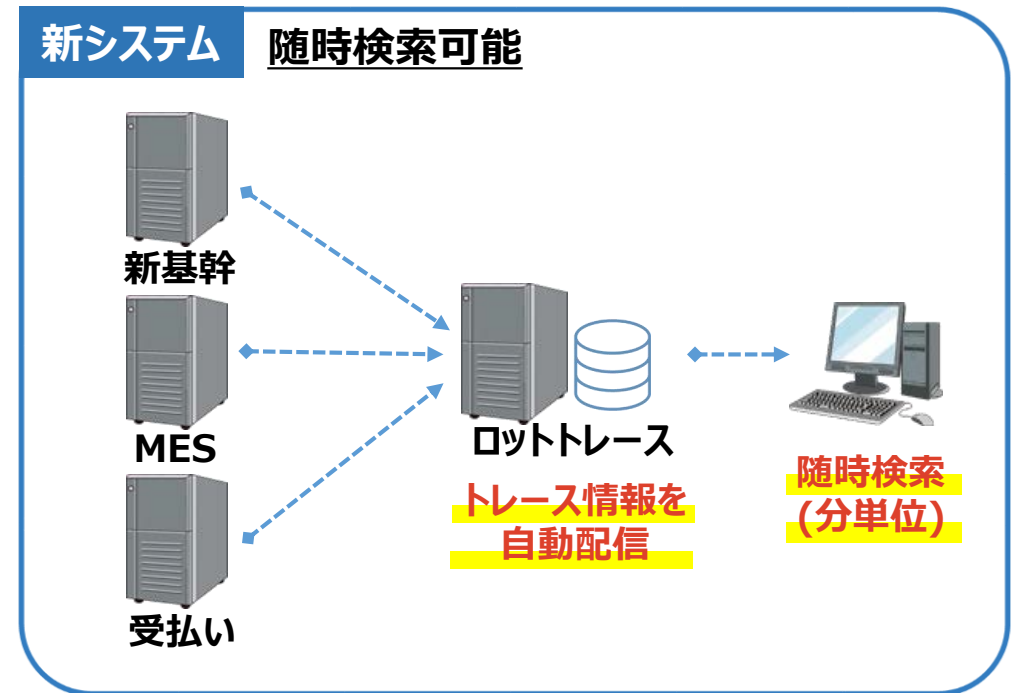 新システム 随時検索可能
新基幹
MES
受払い
ロットトレース
トレース情報を
自動配信
随時検索
(分単位)